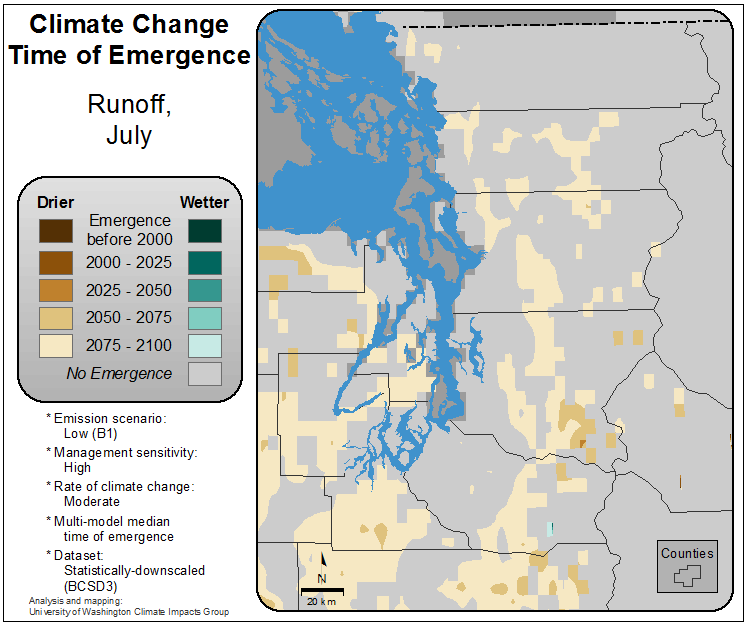 Climate Change
Time of Emergence
Runoff,
July
Drier Wetter
Emergence
before 2000
2000 - 2025
2025 - 2050
2050 - 2075
2075 - 2100
No Emergence
* Emission scenario:
Low (B1)
* Management sensitivity:
High
* Rate of climate change:
Moderate
* Multi-model median
time of emergence
* Dataset:
Statistically-downscaled
(BCSD3)
Analysis and mapping:
University of Washington Climate Impacts Group
N
20 km
Counties